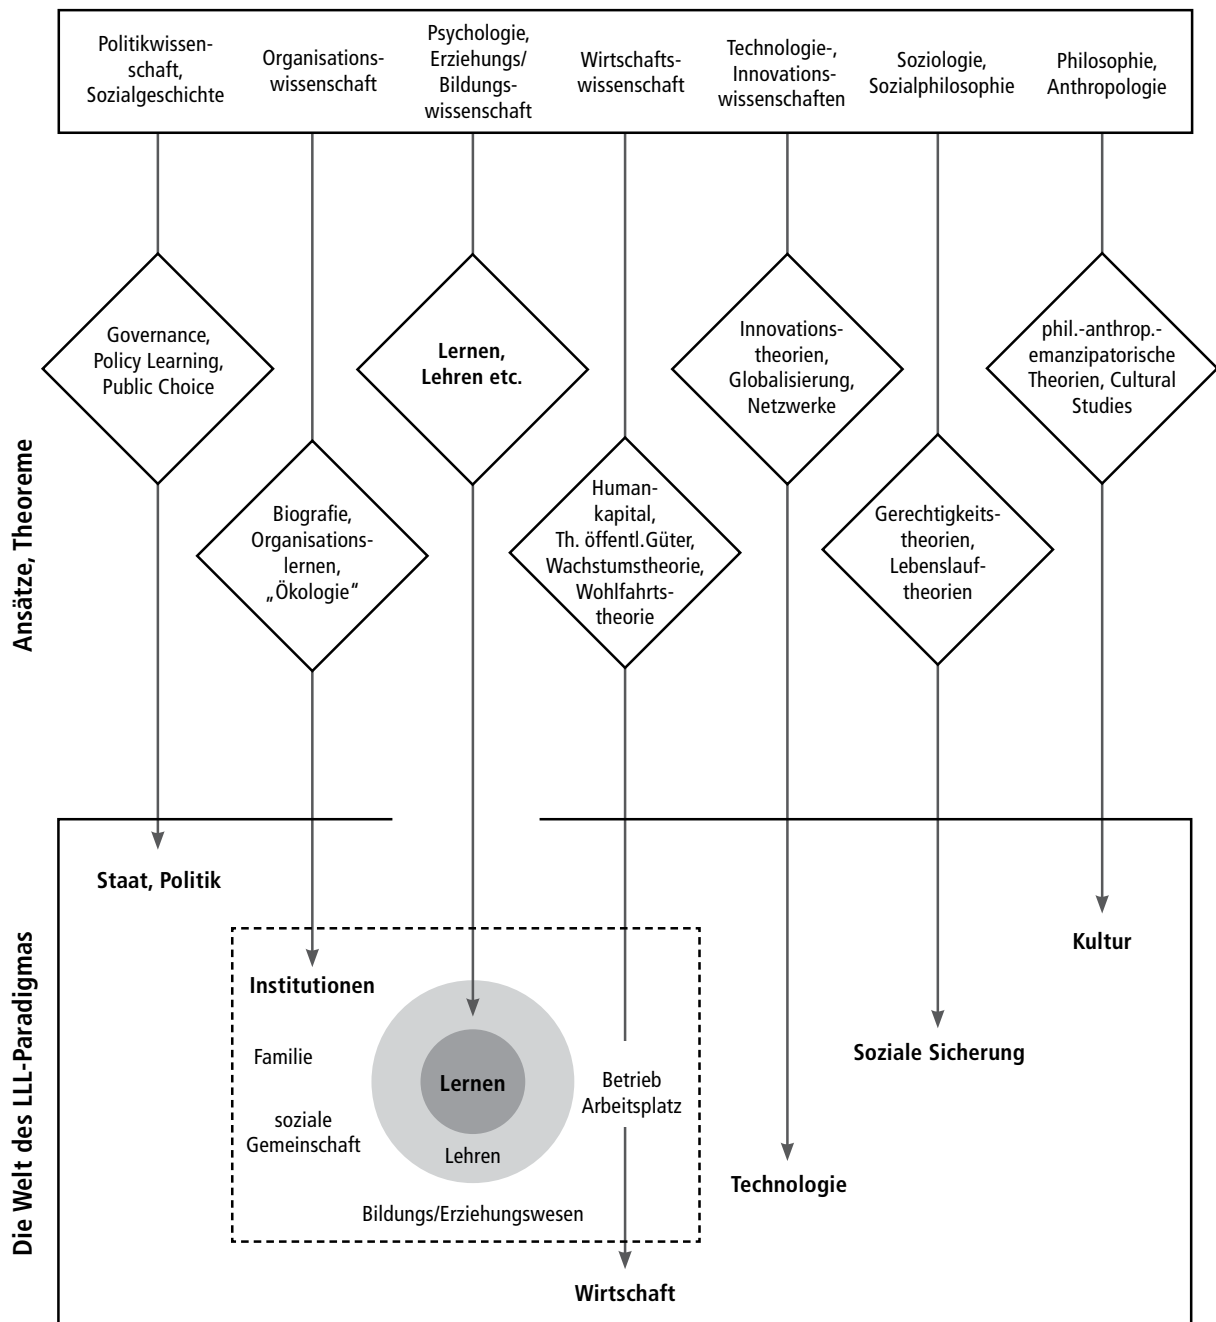 Politikwissen-
schaft,
Sozialgeschichte
Organisations-
wissenschaft
Psychologie,
Erziehungs/
Bildungs-
wissenschaft
Wirtschafts-
wissenschaft
Technologie-,
Innovations-
wissenschaften
Soziologie,
Sozialphilosophie
Philosophie,
Anthropologie
Ansätze, Theoreme
Governance,
Policy Learning,
Public Choice
Lernen,
Lehren etc.
Innovations-
theorien,
Globalisierung,
Netzwerke
phil.-anthrop.-
emanzipatorische
Theorien, Cultural
Studies
Biografie,
Organisations-
lernen,
„Ökologie“
Human-
kapital,
Th. öffentl.Güter,
Wachstumstheorie,
Wohlfahrts-
theorie
Gerechtigkeits-
theorien,
Lebenslauf-
theorien
Die Welt des LLL-Paradigmas
Staat, Politik
Kultur
Institutionen
Familie
soziale
Gemeinschaft
Lernen
Lehren
Betrieb
Arbeitsplatz
Bildungs/Erziehungswesen
Soziale Sicherung
Technologie
Wirtschaft